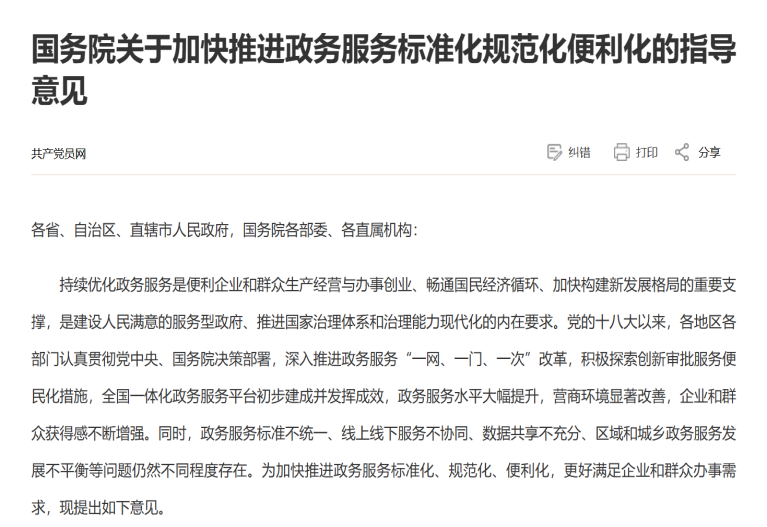 国务院关于加快推进政务服务标准化规范化便利化的指导
意见
共产党员网 纠错 打印 分享
各省、自治区、直辖市人民政府，国务院各部委、各直属机构：
持续优化政务服务是便利企业和群众生产经营与办事创业、畅通国民经济循环、加快构建新发展格局的重要支
撑，是建设人民满意的服务型政府、推进国家治理体系和治理能力现代化的内在要求。党的十八大以来，各地区各
部门认真贯彻党中央、国务院决策部署，深入推进政务服务“一网、一门、一次”改革，积极探索创新审批服务便
民化措施，全国一体化政务服务平台初步建成并发挥成效，政务服务水平大幅提升，营商环境显著改善，企业和群
众获得感不断增强。同时，政务服务标准不统一、线上线下服务不协同、数据共享不充分、区域和城乡政务服务发
展不平衡等问题仍然不同程度存在。为加快推进政务服务标准化、规范化、便利化，更好满足企业和群众办事需
求，现提出如下意见。